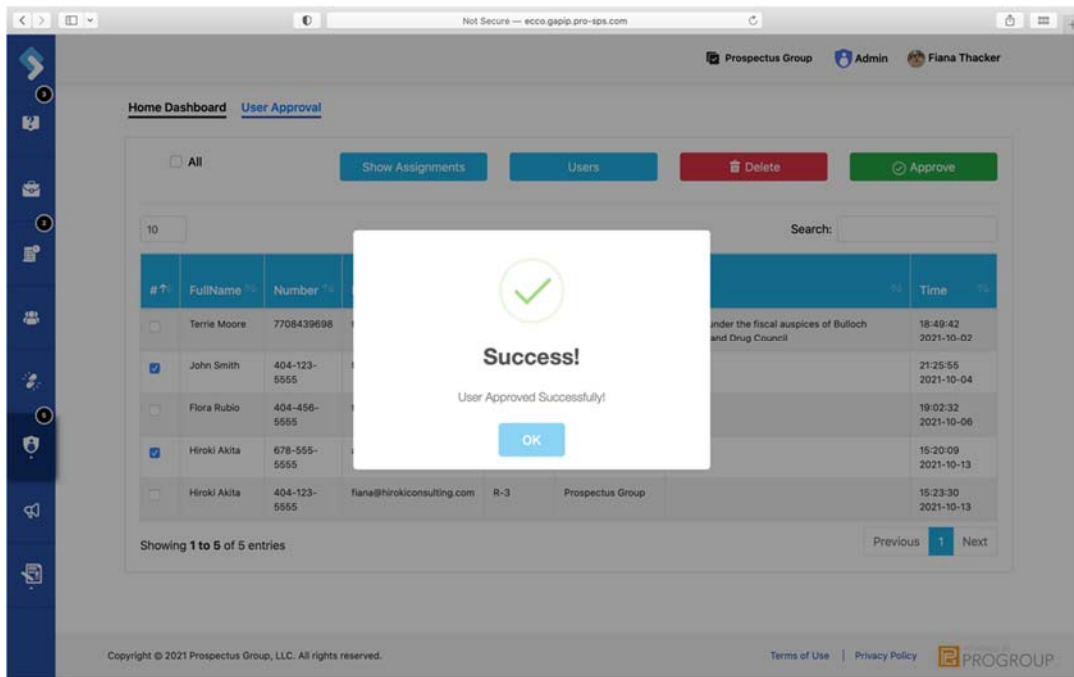 Not Secure — ecco.gapip.pro-sps.com
Prospectus Group Admin Fiana Thacker
3
Home Dashboard User Approval
All Show Assignments Users Delete Approve
2
10 Search:
# FullName Number Time
Terrie Moore 7708439698 under the fiscal auspices of Bulloch 18:49:42
and Drug Council 2021-10-02
John Smith 404-123- 21:25:55
5555 2021-10-04
Flora Rubio 404-456- 19:02:32
5555 2021-10-06
5
Hiroki Akita 678-555- 15:20:09
5555 2021-10-13
Hiroki Akita 404-123- fiana@hirokiconsulting.com R-3 Prospectus Group 15:23:30
5555 2021-10-13
Success!
User Approved Successfully!
OK
Showing 1 to 5 of 5 entries Previous 1 Next
Copyright © 2021 Prospectus Group, LLC. All rights reserved. Terms of Use | Privacy Policy PROGROUP